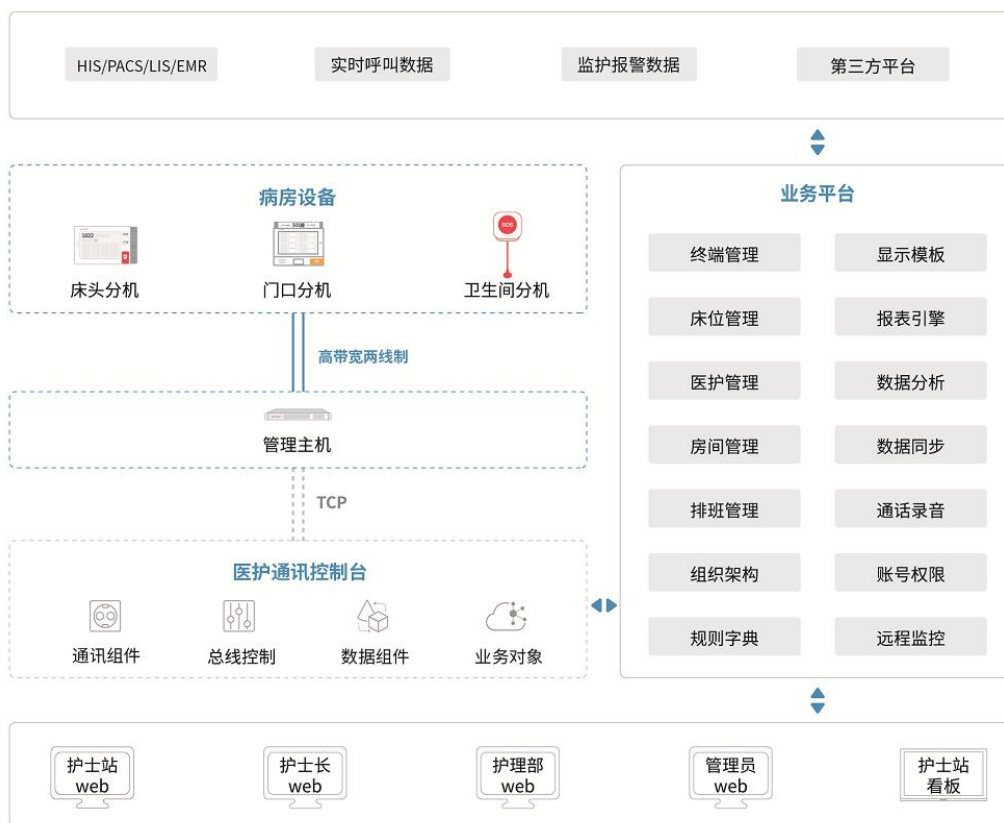 HIS/PACS/LIS/EMR
实时呼叫数据
监护报警数据
第三方平台
病房设备
1022
SOS
床头分机
门口分机
卫生间分机
高带宽两线制
管理主机
TCP
医护通讯控制台
通讯组件
总线控制
数据组件
业务对象
业务平台
终端管理
显示模板
床位管理
报表引擎
医护管理
数据分析
房间管理
数据同步
排班管理
通话录音
组织架构
账号权限
规则字典
远程监控
护士站
web
护士长
web
护理部
web
管理员
web
护士站
看板